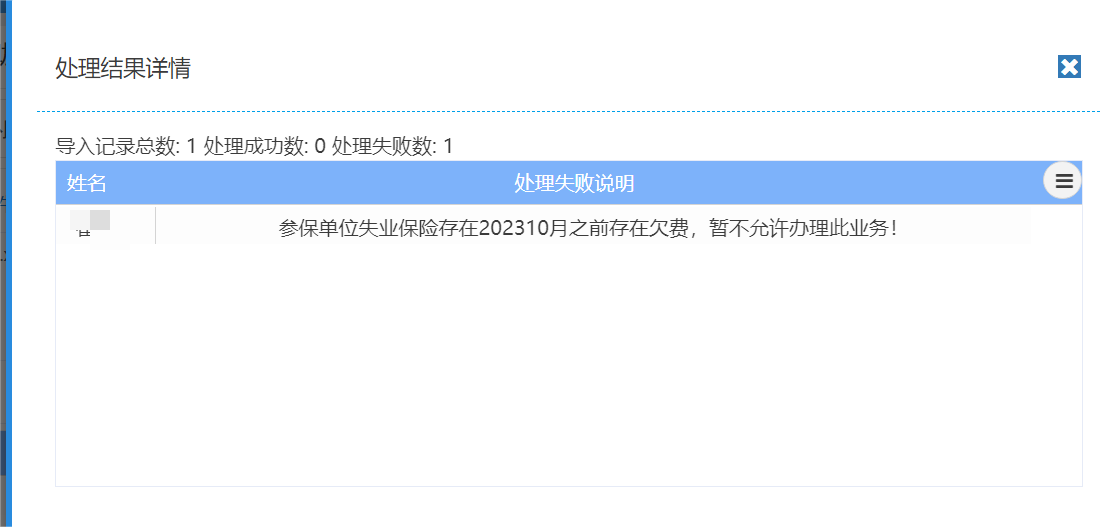 处理结果详情
导入记录总数: 1 处理成功数: 0 处理失败数: 1
姓名 处理失败说明
参保单位失业保险存在202310月之前存在欠费，暂不允许办理此业务！